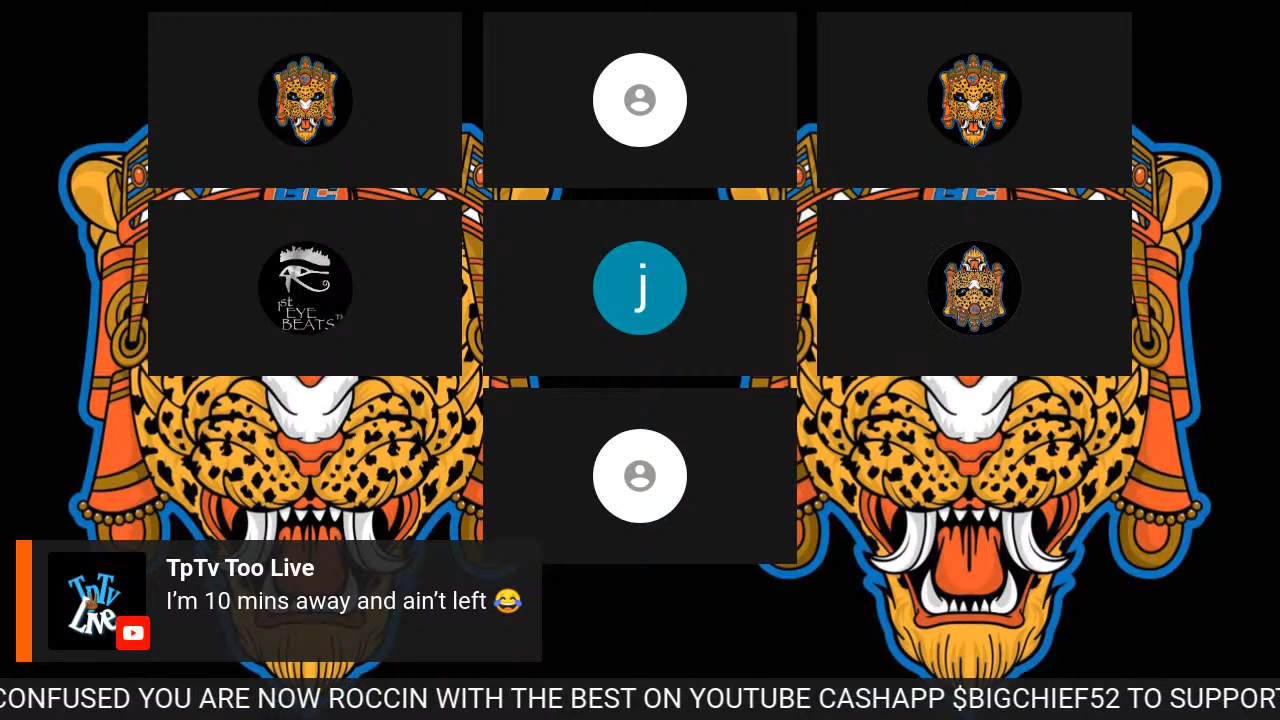 1st
EYE
BEATS™
j
TpTv
Live
TpTv Too Live
I’m 10 mins away and ain’t left 😂
CONFUSED YOU ARE NOW ROCCIN WITH THE BEST ON YOUTUBE CASHAPP $BIGCHIEF52 TO SUPPORT